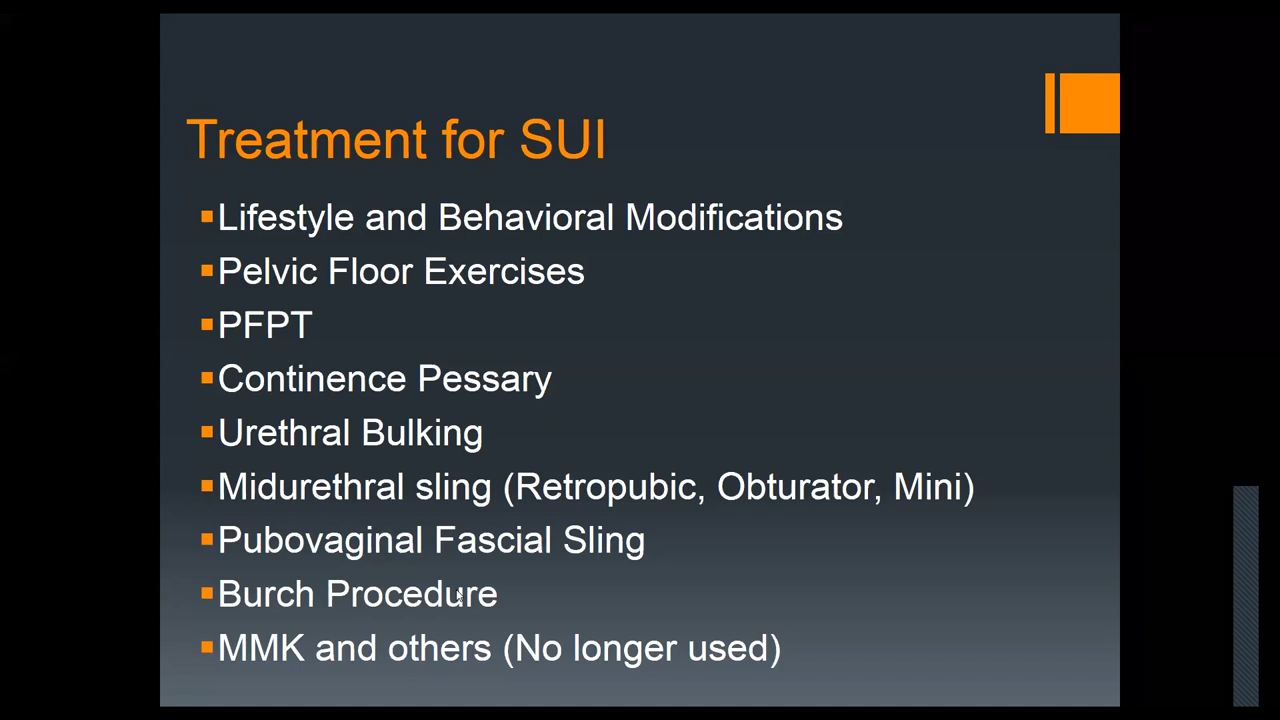 Treatment for SUI
Lifestyle and Behavioral Modifications
Pelvic Floor Exercises
PFPT
Continence Pessary
Urethral Bulking
Midurethral sling (Retropubic, Obturator, Mini)
Pubovaginal Fascial Sling
Burch Procedure
MMK and others (No longer used)